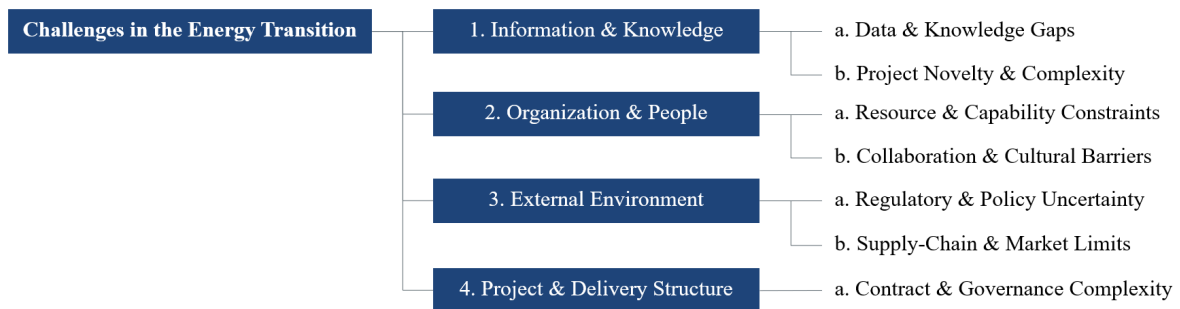 Challenges in the Energy Transition
1. Information & Knowledge
a. Data & Knowledge Gaps
b. Project Novelty & Complexity
2. Organization & People
a. Resource & Capability Constraints
b. Collaboration & Cultural Barriers
3. External Environment
a. Regulatory & Policy Uncertainty
b. Supply-Chain & Market Limits
4. Project & Delivery Structure
a. Contract & Governance Complexity